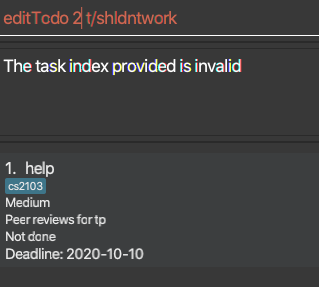 editTodo 2 t/shldntwork
The task index provided is invalid
1. help
cs2103
Medium
Peer reviews for tp
Not done
Deadline: 2020-10-10